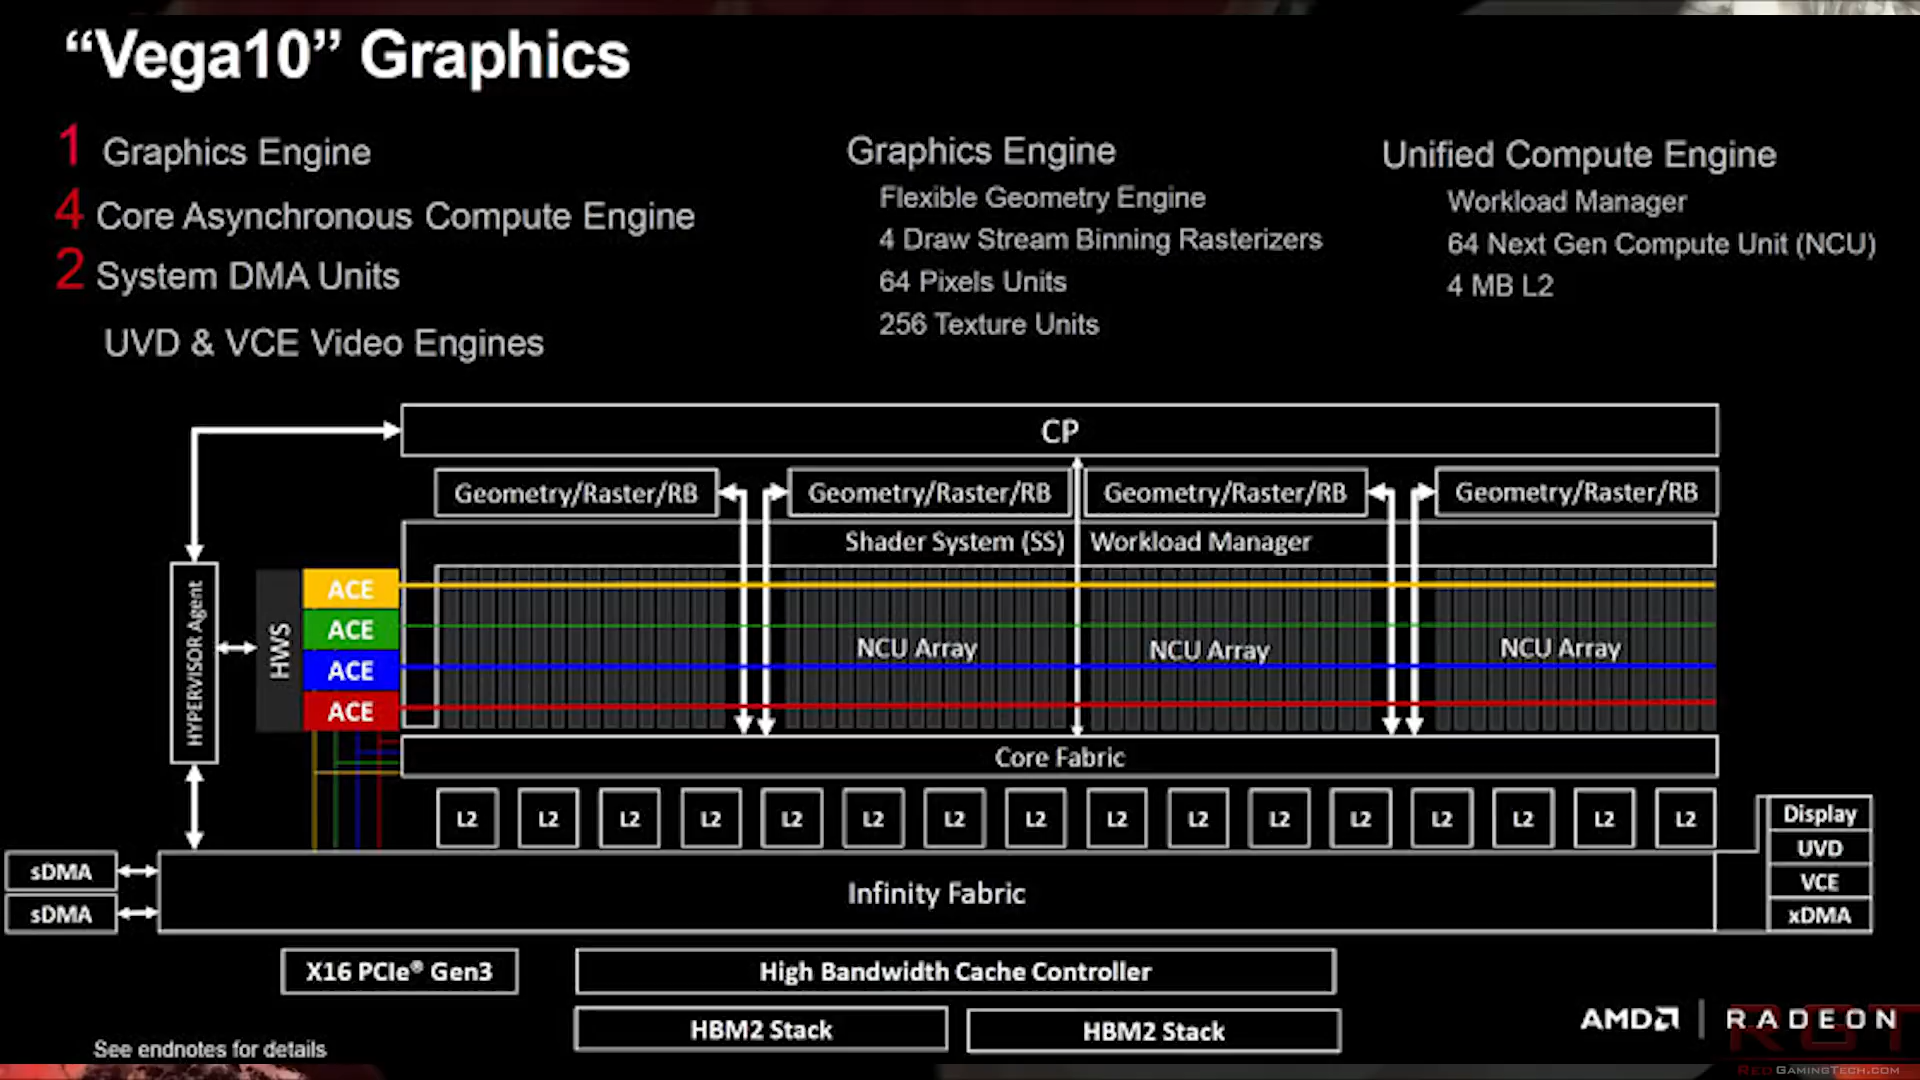 “Vega10” Graphics
1 Graphics Engine
4 Core Asynchronous Compute Engine
2 System DMA Units
UVD & VCE Video Engines
Graphics Engine
Flexible Geometry Engine
4 Draw Stream Binning Rasterizers
64 Pixels Units
256 Texture Units
Unified Compute Engine
Workload Manager
64 Next Gen Compute Unit (NCU)
4 MB L2
CP
Geometry/Raster/RB
Geometry/Raster/RB
Geometry/Raster/RB
Geometry/Raster/RB
Shader System (SS) Workload Manager
HYPERVISOR Agent
HWS
ACE
ACE
ACE
ACE
NCU Array
NCU Array
NCU Array
Core Fabric
L2 L2 L2 L2 L2 L2 L2 L2 L2 L2 L2 L2 L2 L2 L2 L2
Display
UVD
VCE
xDMA
sDMA
sDMA
Infinity Fabric
X16 PCIe® Gen3
High Bandwidth Cache Controller
HBM2 Stack
HBM2 Stack
See endnotes for details
AMD RADEON
RGT
RedGamingTech.com